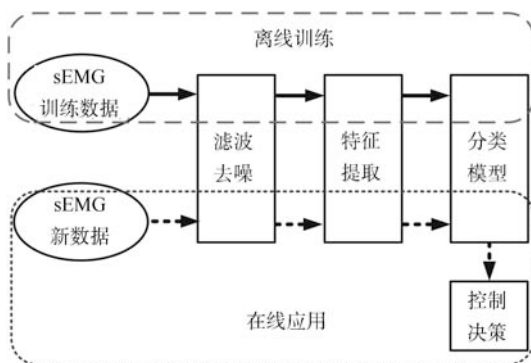 离线训练
sEMG
训练数据
滤波
去噪
特征
提取
分类
模型
sEMG
新数据
控制
决策
在线应用